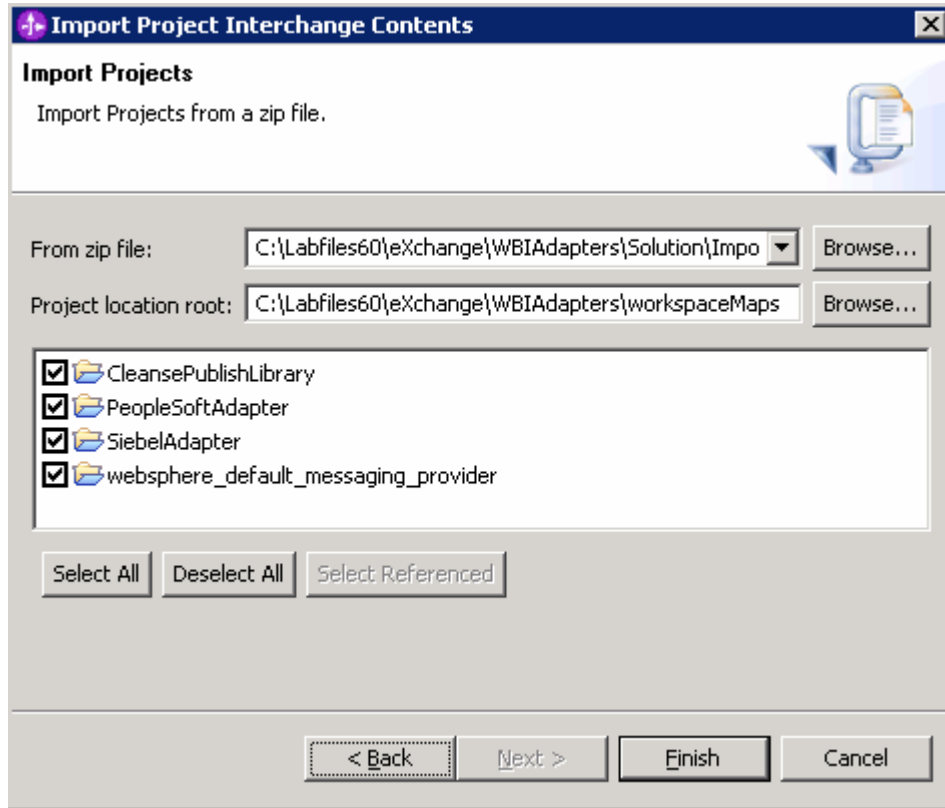 Import Project Interchange Contents
Import Projects
Import Projects from a zip file.
From zip file: C:\Labfiles60\eXchange\WBIAdapters\Solution\Impo Browse...
Project location root: C:\Labfiles60\eXchange\WBIAdapters\workspaceMaps Browse...
CleansePublishLibrary
PeopleSoftAdapter
SiebelAdapter
websphere_default_messaging_provider
Select All Deselect All Select Referenced
< Back Next > Finish Cancel